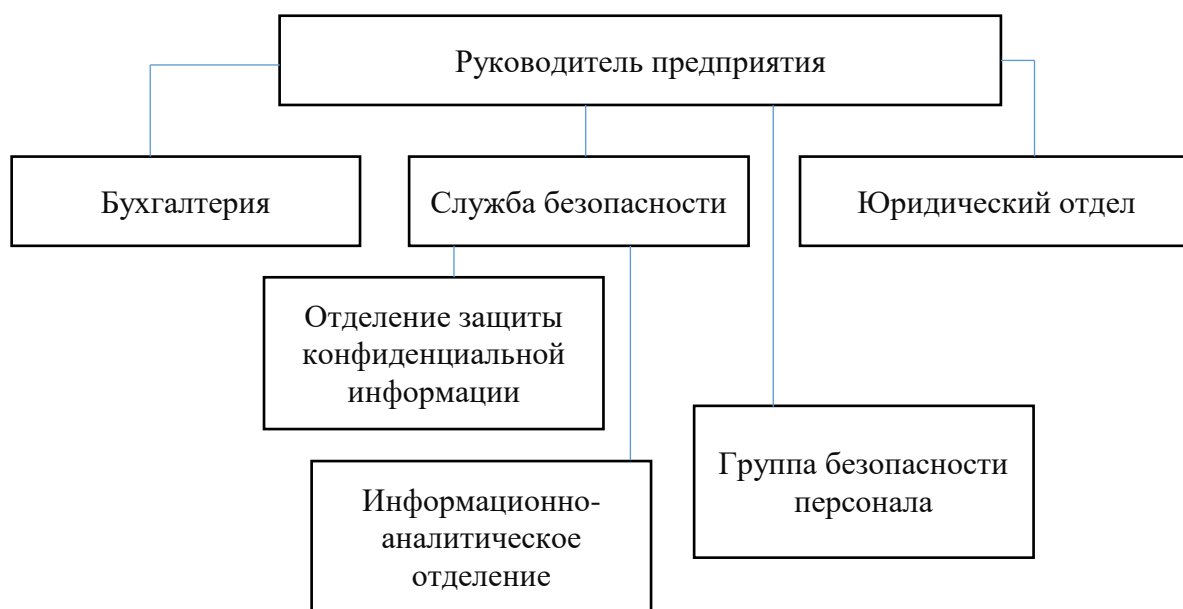 Руководитель предприятия
Бухгалтерия
Служба безопасности
Юридический отдел
Отделение защиты
конфиденциальной
информации
Группа безопасности
персонала
Информационно-
аналитическое
отделение